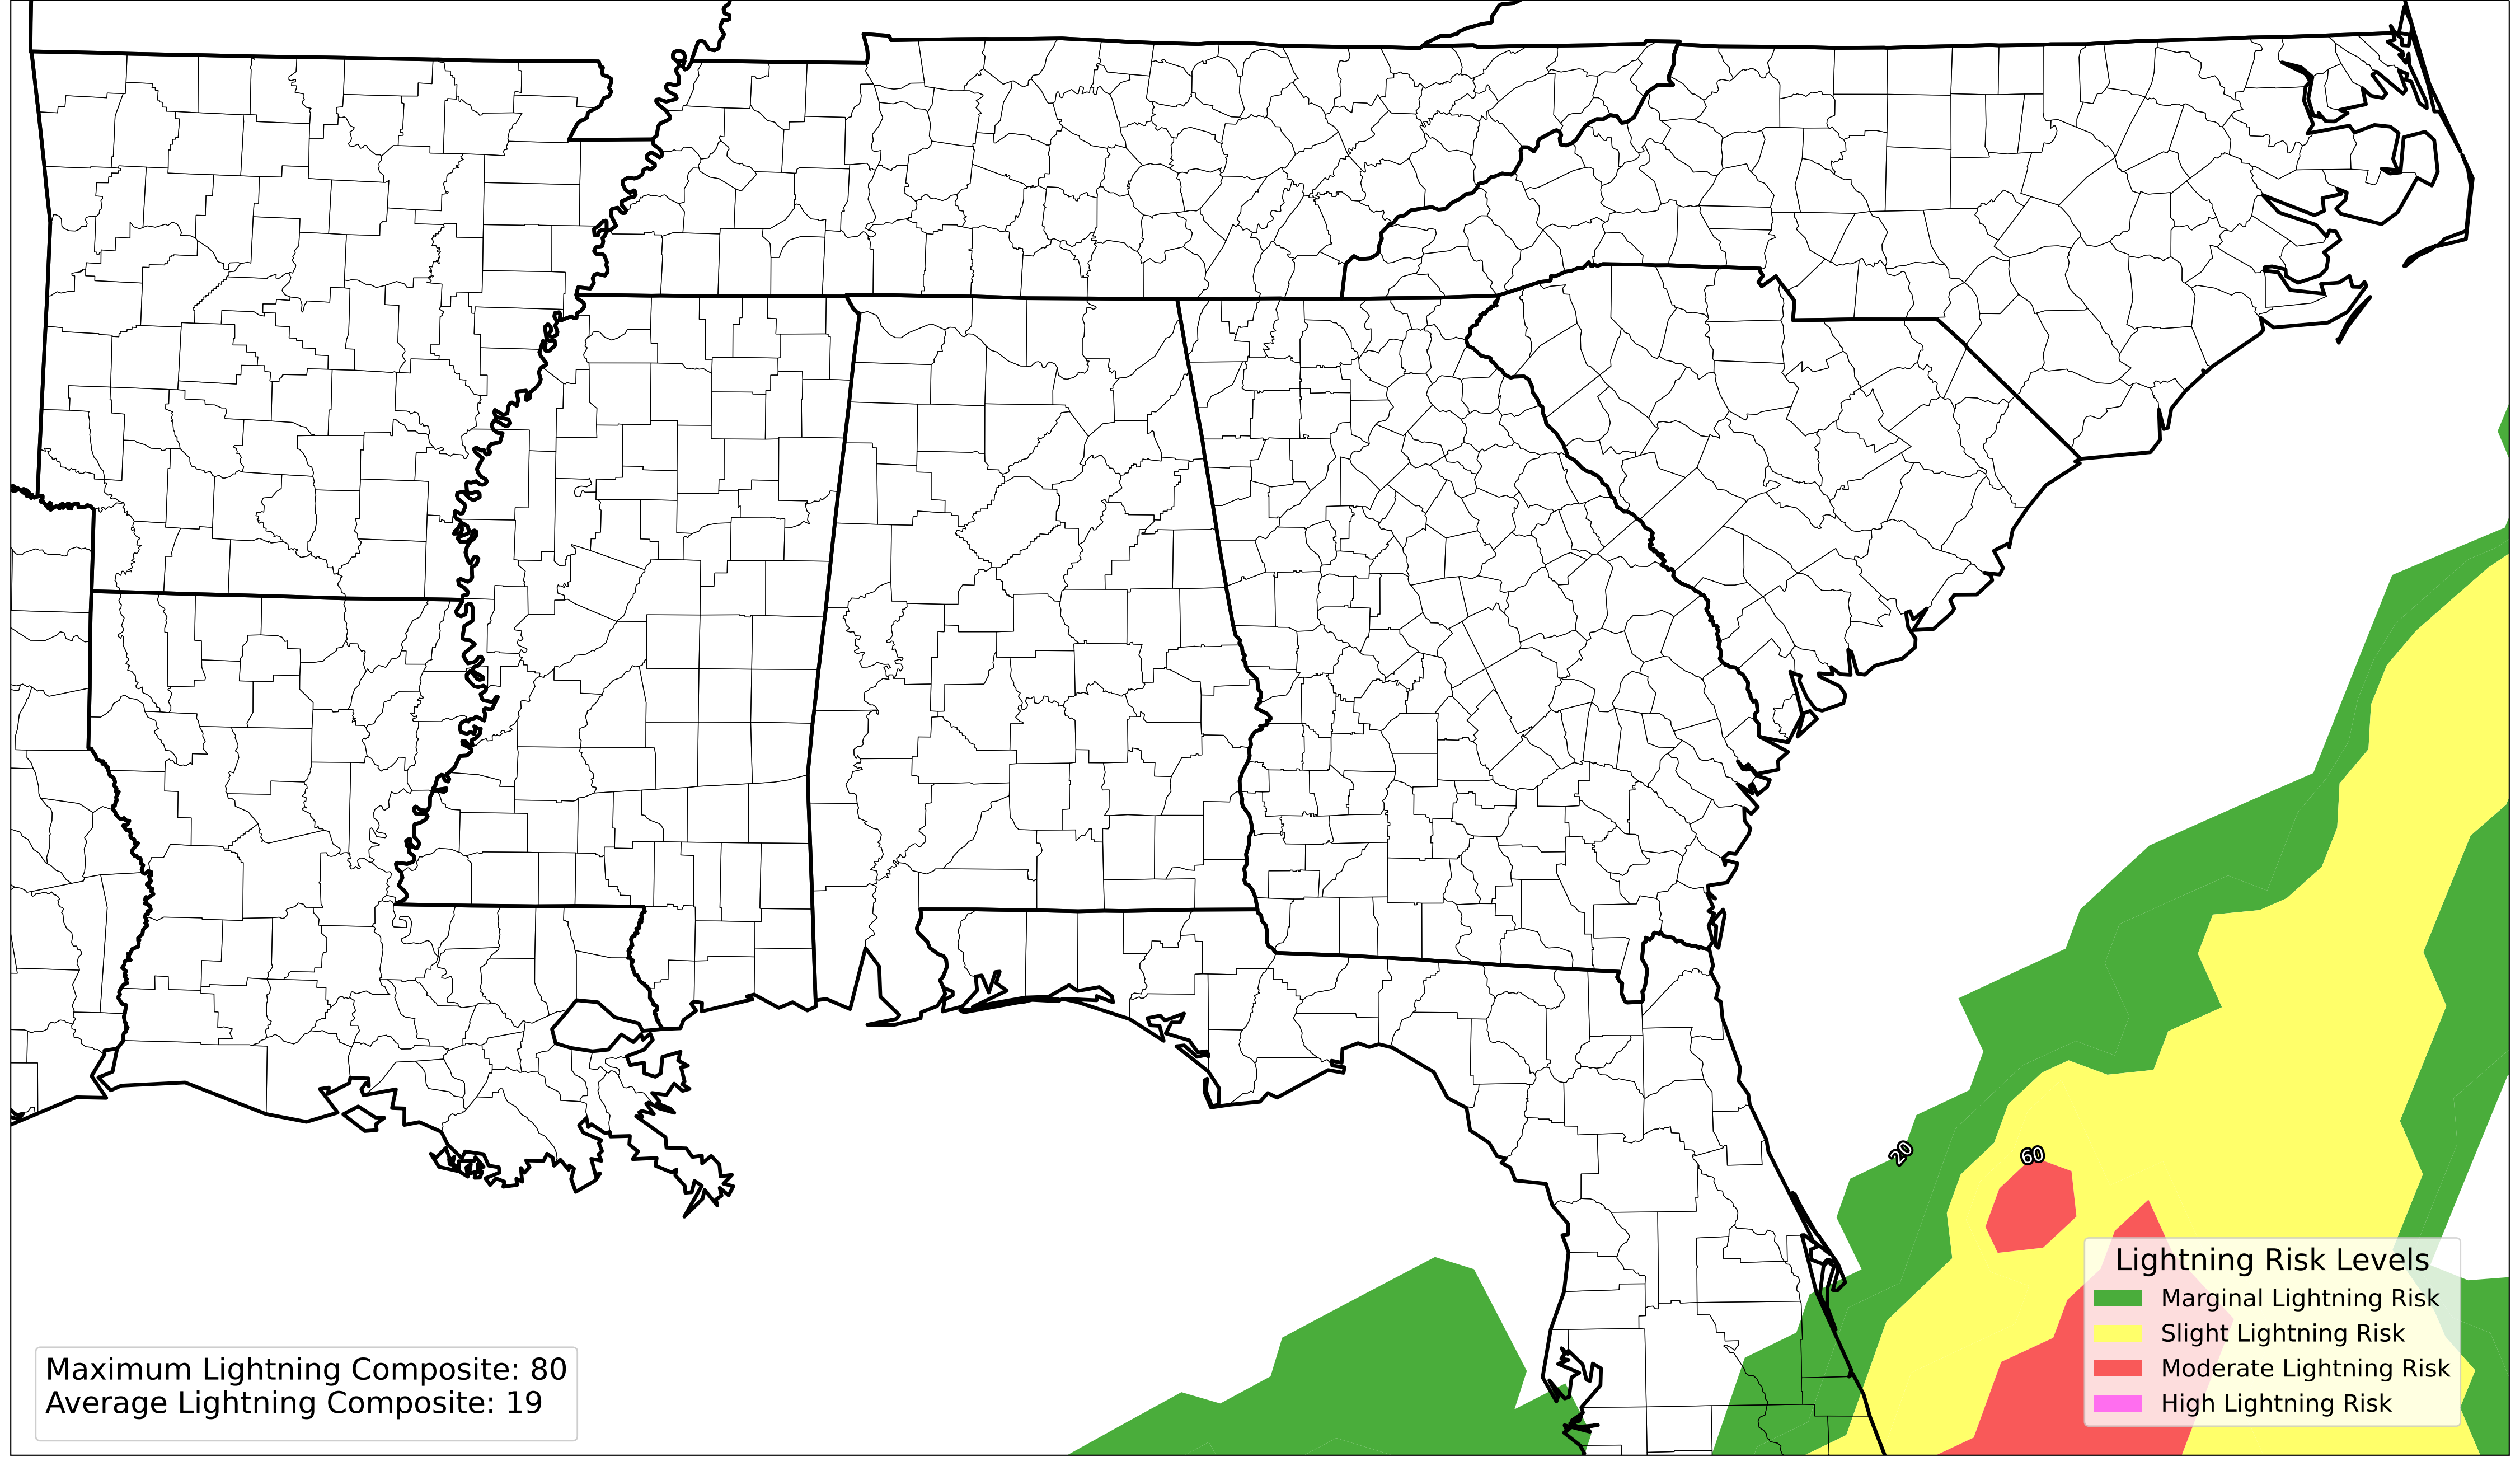 20
60
Lightning Risk Levels
Marginal Lightning Risk
Slight Lightning Risk
Moderate Lightning Risk
High Lightning Risk
Maximum Lightning Composite: 80
Average Lightning Composite: 19